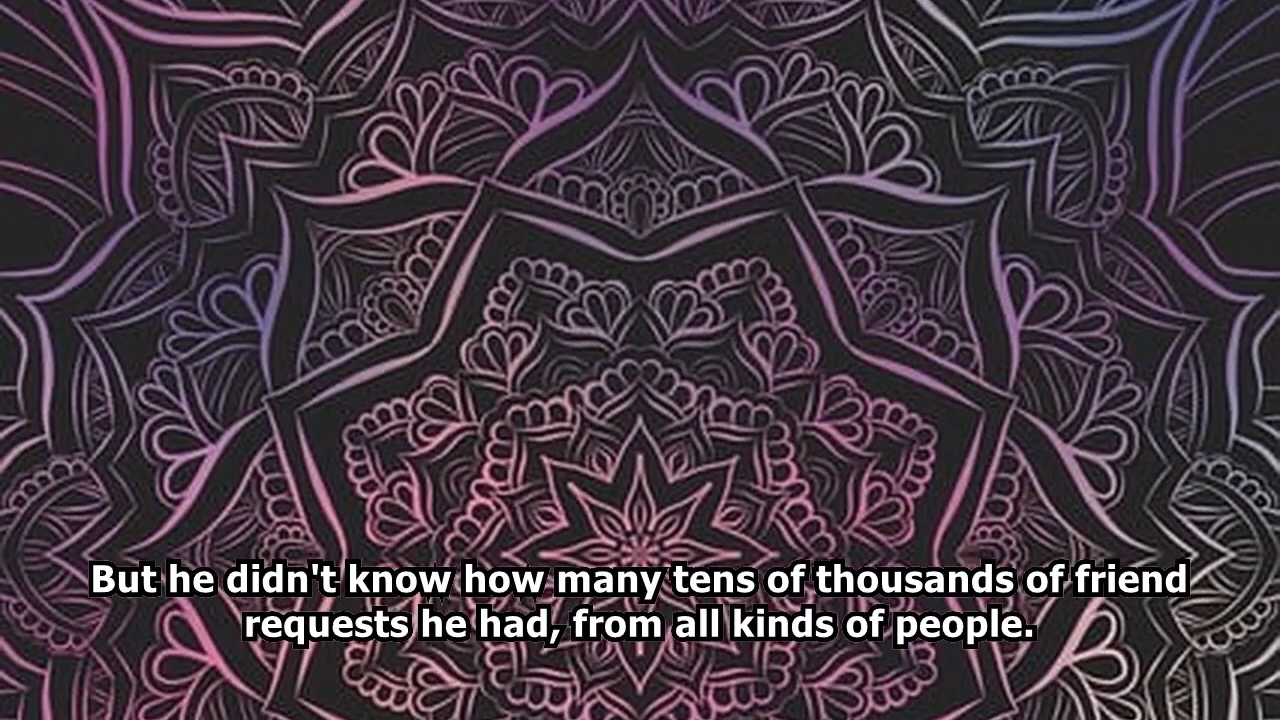 But he didn't know how many tens of thousands of friend
requests he had, from all kinds of people.